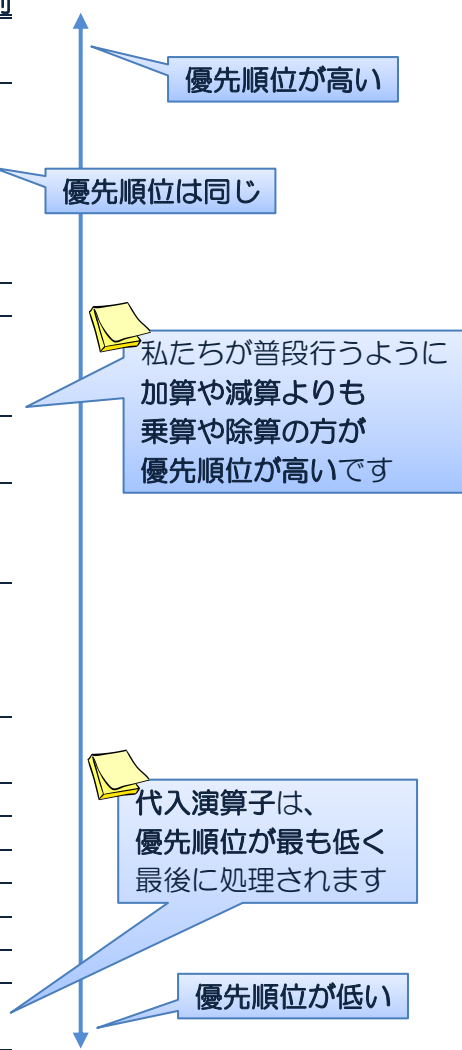 優先順位が高い
優先順位は同じ
私たちが普段行うように
加算や減算よりも
乗算や除算の方が
優先順位が高いです
代入演算子は、
優先順位が最も低く
最後に処理されます
優先順位が低い